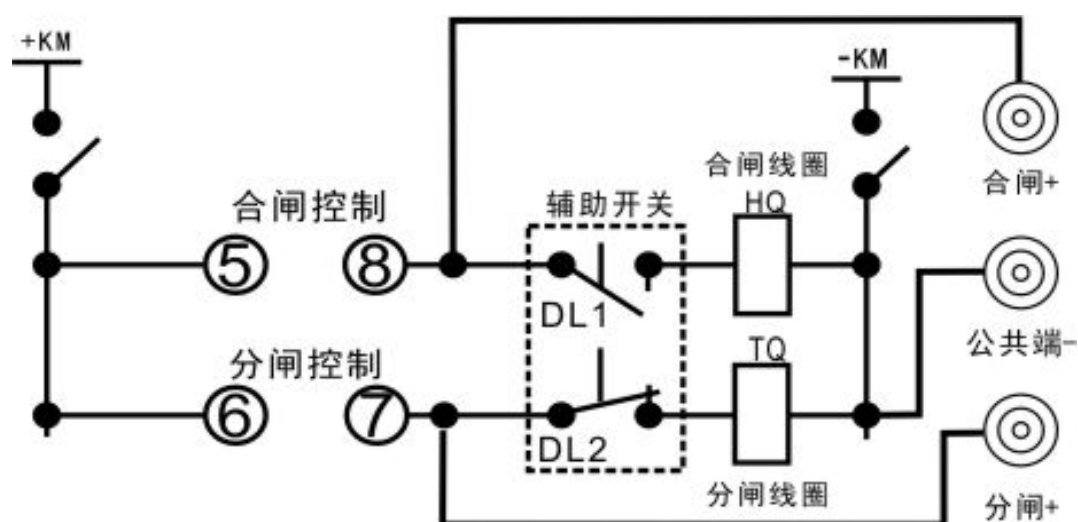 +KM
-KM
合闸线圈
合闸+
合闸控制
辅助开关
HQ
⑤ ⑧
DL1
公共端-
分闸控制
TQ
⑥ ⑦
DL2
分闸线圈
分闸+